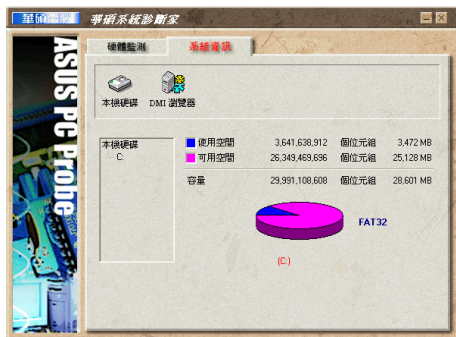 華碩電腦 華碩系統診斷家
ASUS PC Probe
硬體監測 系統資訊
本機硬碟 DMI 瀏覽器
本機硬碟
C:
使用空間 3,641,638,912 個位元組 3,472 MB
可用空間 26,349,469,696 個位元組 25,128 MB
容量 29,991,108,608 個位元組 28,601 MB
FAT32
(C:)